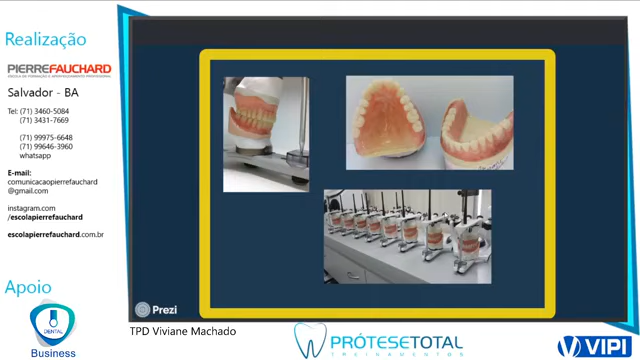 Realização
PIERREFAUCHARD
ESCOLA DE FORMAÇÃO E APERFEIÇOAMENTO PROFISSIONAL
Salvador - BA
Tel: (71) 3460-5084
(71) 3431-7669
(71) 99975-6648
(71) 99646-3960
whatsapp
E-mail:
comunicacaopierrefauchard
@gmail.com
instagram.com
/escolapierrefauchard
escolapierrefauchard.com.br
Apoio
DENTAL
Business
Prezi
TPD Viviane Machado
PRÓTESETOTAL
TREINAMENTOS
VIPI